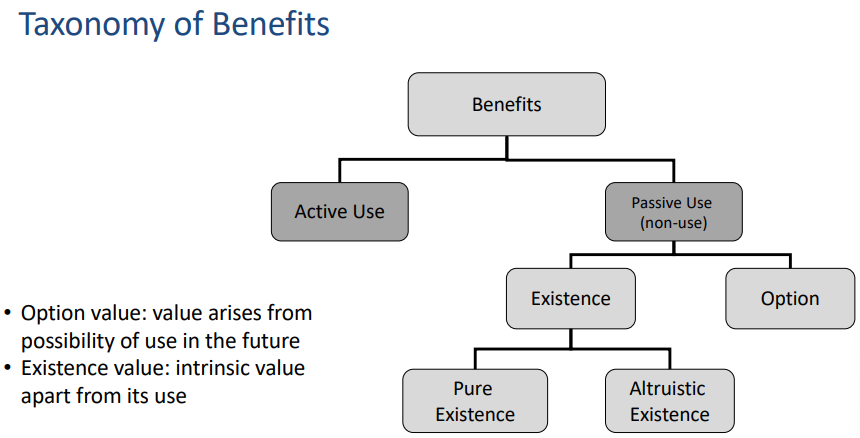 Taxonomy of Benefits
Benefits
Active Use
Passive Use
(non-use)
Existence
Option
• Option value: value arises from
possibility of use in the future
• Existence value: intrinsic value
apart from its use
Pure
Existence
Altruistic
Existence